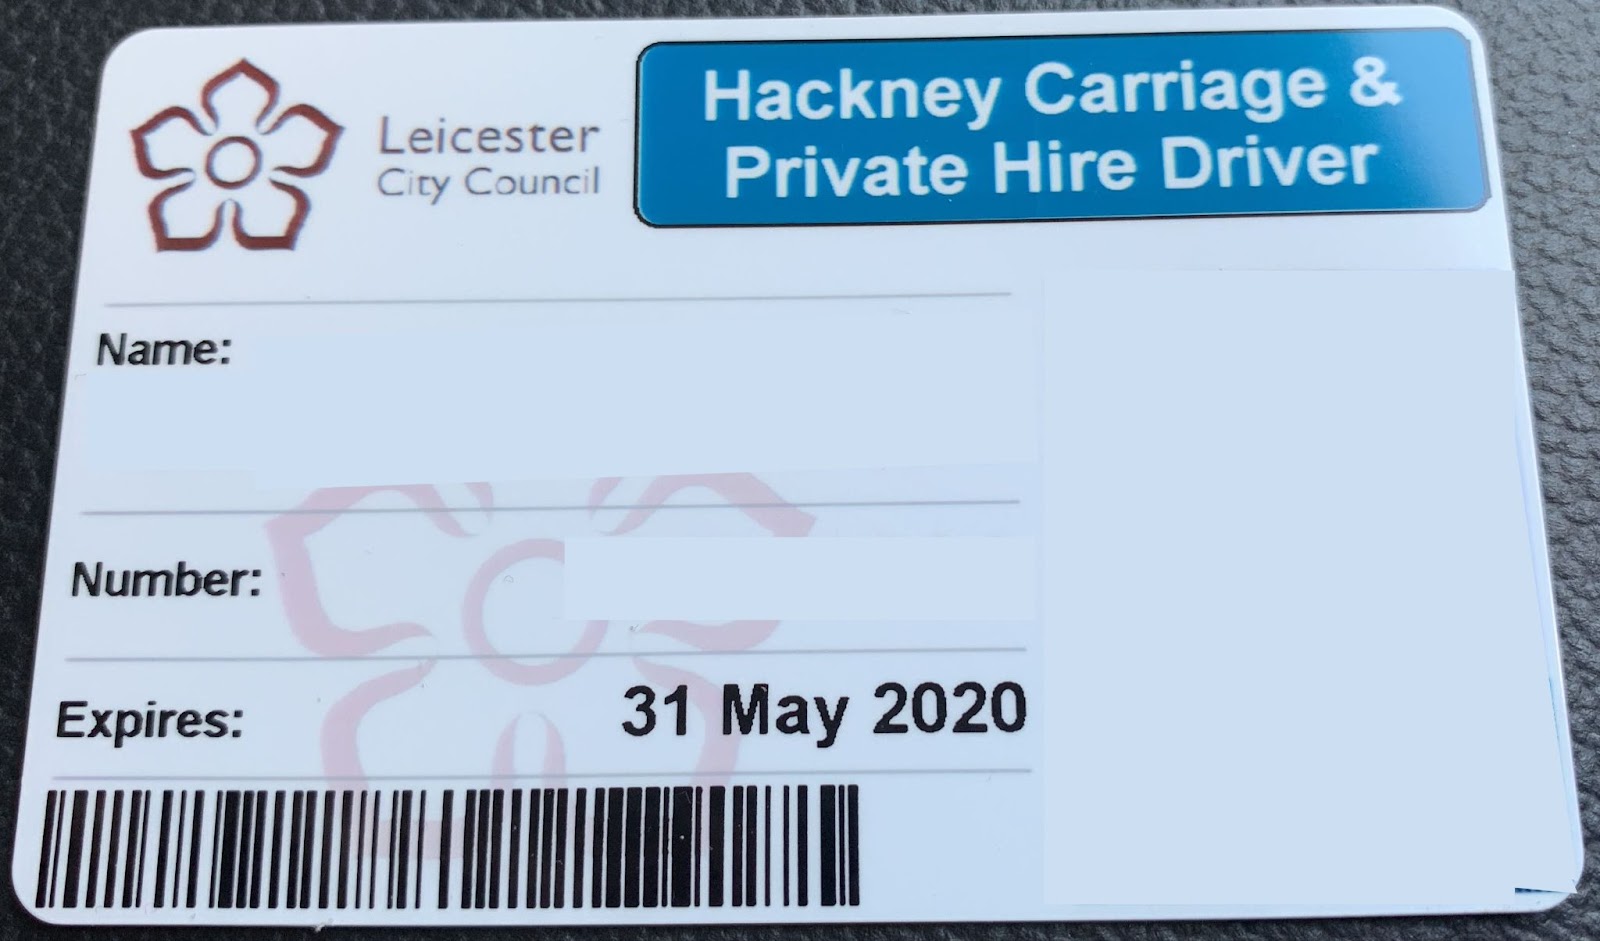 Leicester
City Council
Hackney Carriage &
Private Hire Driver
Name:
Number:
Expires: 31 May 2020